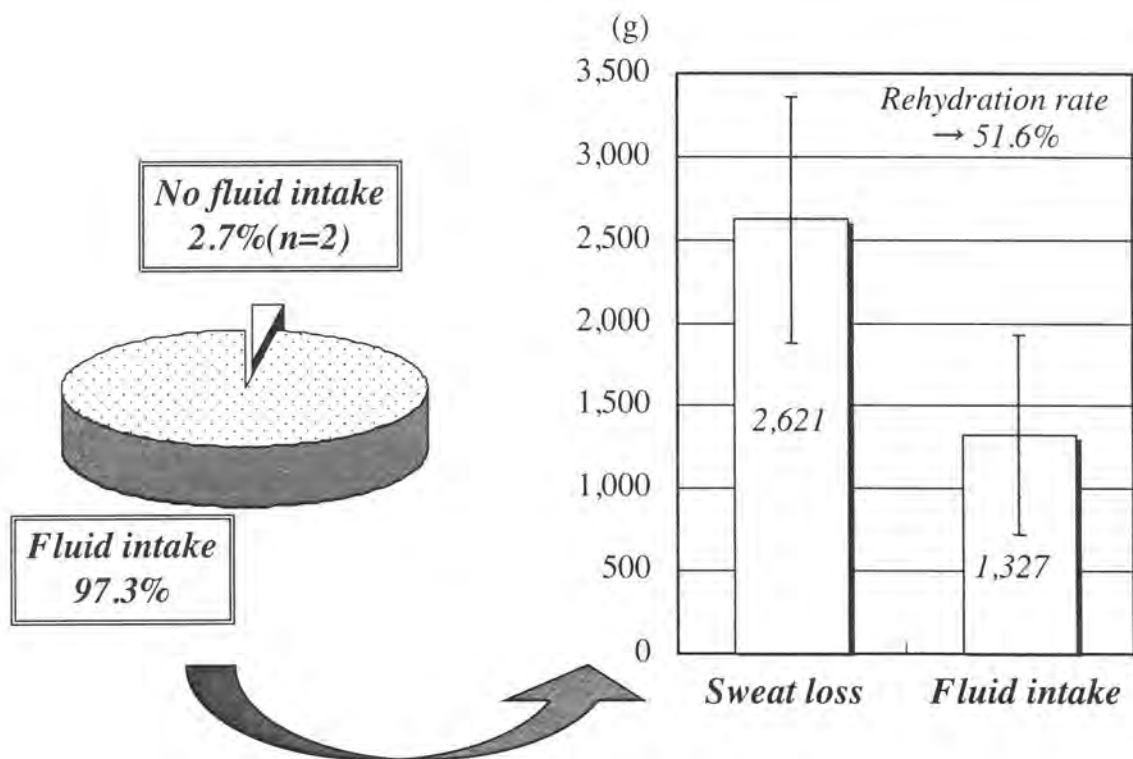 No fluid intake
2.7%(n=2)
Fluid intake
97.3%
(g)
3,500
3,000
2,500
2,000
1,500
1,000
500
0
Rehydration rate
→ 51.6%
2,621
1,327
Sweat loss Fluid intake